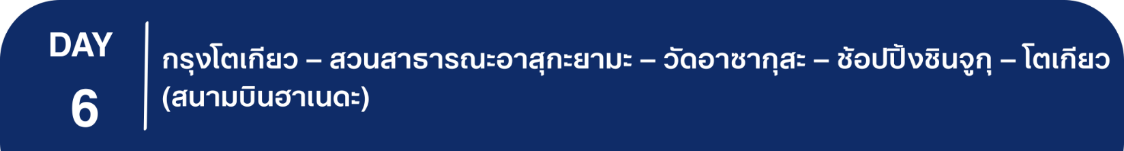 DAY
6
กรุงโตเกียว – สวนสาธารณะอาสุกะยามะ – วัดอาซากุสะ – ช้อปปิ้งชินจูกุ – โตเกียว
(สนามบินฮาเนดะ)